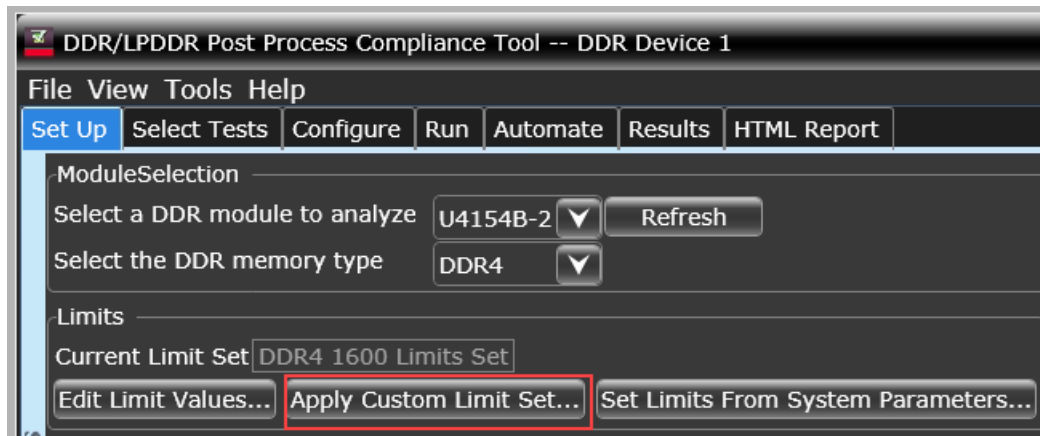 DDR/LPDDR Post Process Compliance Tool -- DDR Device 1
File View Tools Help
Set Up Select Tests Configure Run Automate Results HTML Report
ModuleSelection
Select a DDR module to analyze U4154B-2 Refresh
Select the DDR memory type DDR4
Limits
Current Limit Set DDR4 1600 Limits Set
Edit Limit Values... Apply Custom Limit Set... Set Limits From System Parameters...